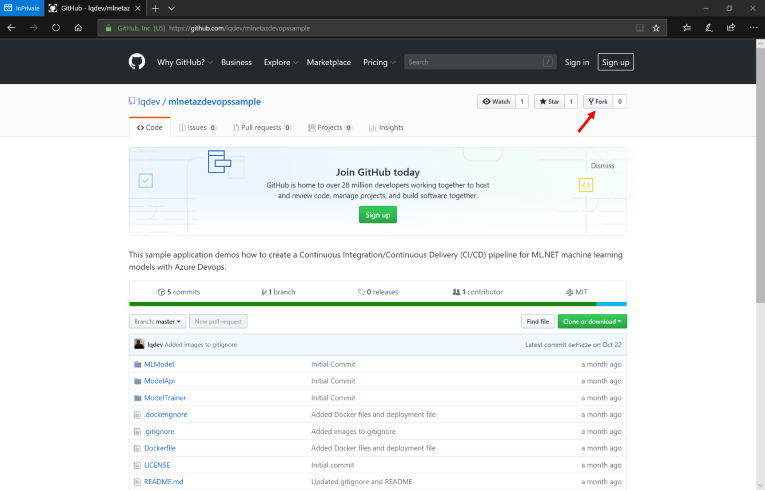 InPrivate GitHub - lqdev/mlnetaz
GitHub, Inc. [US] https://github.com/lqdev/mlnetazdevopssample
Why GitHub? Business Explore Marketplace Pricing Search / Sign in Sign up
lqdev / mlnetazdevopssample Watch 1 Star 1 Fork 0
Code Issues 0 Pull requests 0 Projects 0 Insights
Join GitHub today
Dismiss
GitHub is home to over 28 million developers working together to host
and review code, manage projects, and build software together.
Sign up
This sample application demos how to create a Continuous Integration/Continuous Delivery (CI/CD) pipeline for ML.NET machine learning
models with Azure Devops.
5 commits 1 branch 0 releases 1 contributor MIT
Branch: master New pull request Find file Clone or download
lqdev Added images to gitignore Latest commit on Oct 22
MLModel Initial Commit a month ago
ModelApi Initial Commit a month ago
ModelTrainer Initial Commit a month ago
.dockerignore Added Docker files and deployment file a month ago
.gitignore Added images to gitignore a month ago
Dockerfile Added Docker files and deployment file a month ago
LICENSE Initial commit a month ago
README.md Updated gitignore and README a month ago